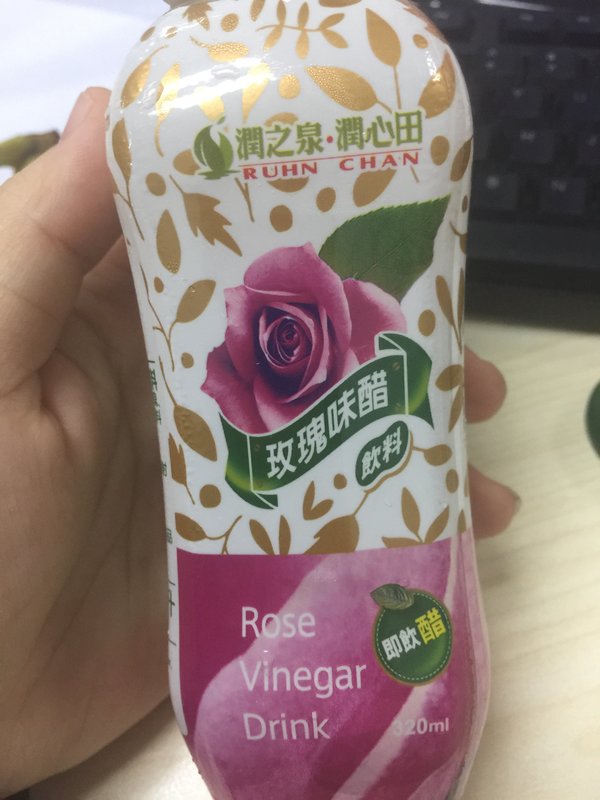 潤之泉·潤心田
RUHN CHAN
玫瑰味醋
飲料
Rose
Vinegar
Drink
即飲醋
320ml